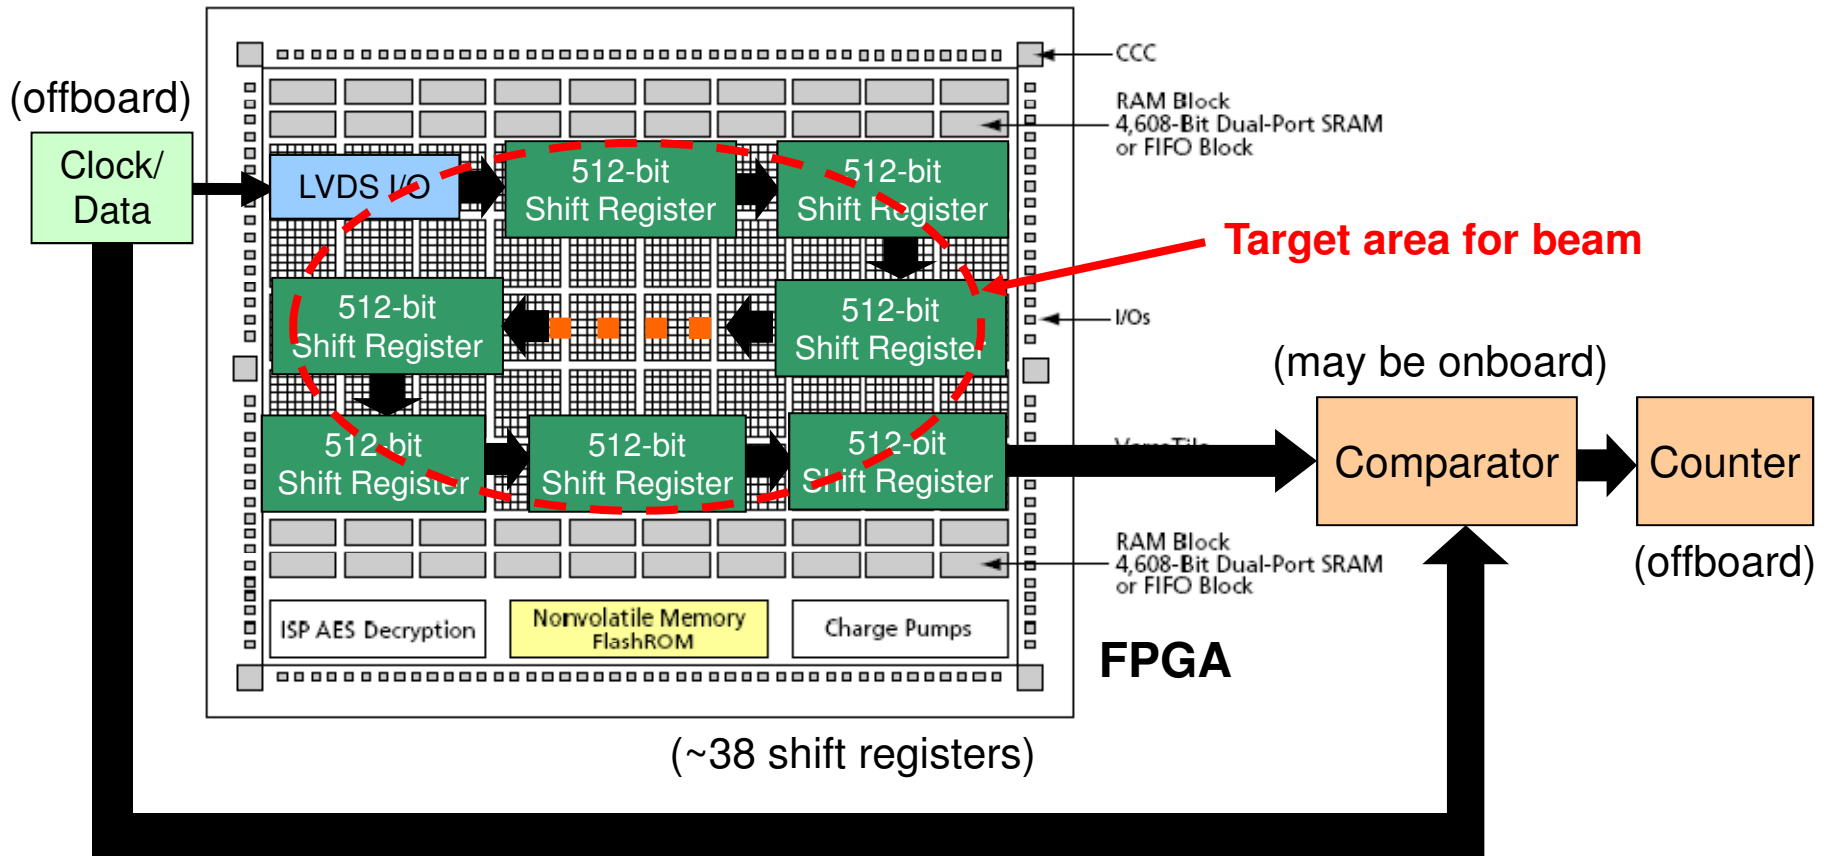 CCC
(offboard)
RAM Block
4,608-Bit Dual-Port SRAM
or FIFO Block
Clock/
Data
LVDS I/O
512-bit
Shift Register
512-bit
Shift Register
Target area for beam
512-bit
Shift Register
512-bit
Shift Register
I/Os
(may be onboard)
512-bit
Shift Register
512-bit
Shift Register
512-bit
Shift Register
Comparator
Counter
RAM Block
4,608-Bit Dual-Port SRAM
or FIFO Block
(offboard)
ISP AES Decryption
Nonvolatile Memory
FlashROM
Charge Pumps
FPGA
(~38 shift registers)